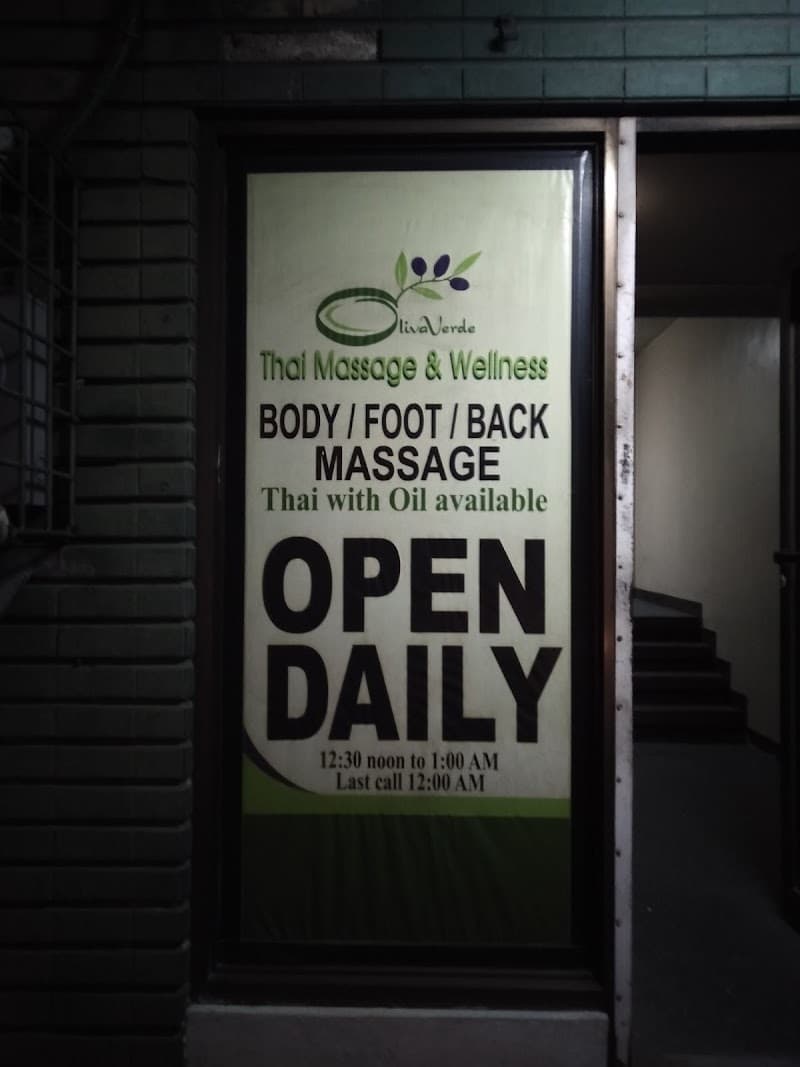 OlivaVerde
Thai Massage & Wellness
BODY / FOOT / BACK
MASSAGE
Thai with Oil available
OPEN
DAILY
12:30 noon to 1:00 AM
Last call 12:00 AM